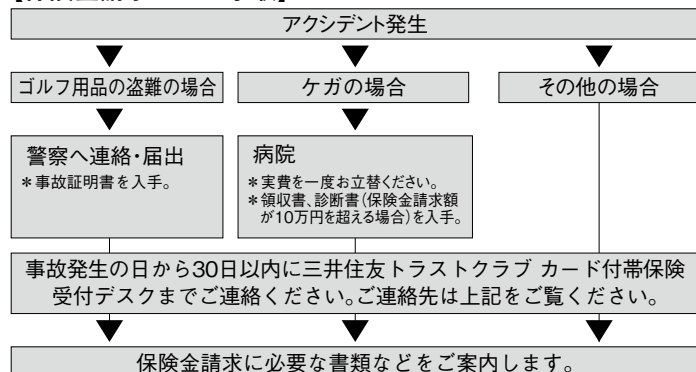 アクシデント発生
ゴルフ用品の盗難の場合
ケガの場合
その他の場合
警察へ連絡・届出
＊事故証明書を入手。
病院
＊実費を一度お立替ください。
＊領収書、診断書（保険金請求額
が10万円を超える場合）を入手。
事故発生の日から30日以内に三井住友トラストクラブ カード付帯保険
受付デスクまでご連絡ください。ご連絡先は上記をご覧ください。
保険金請求に必要な書類などをご案内します。